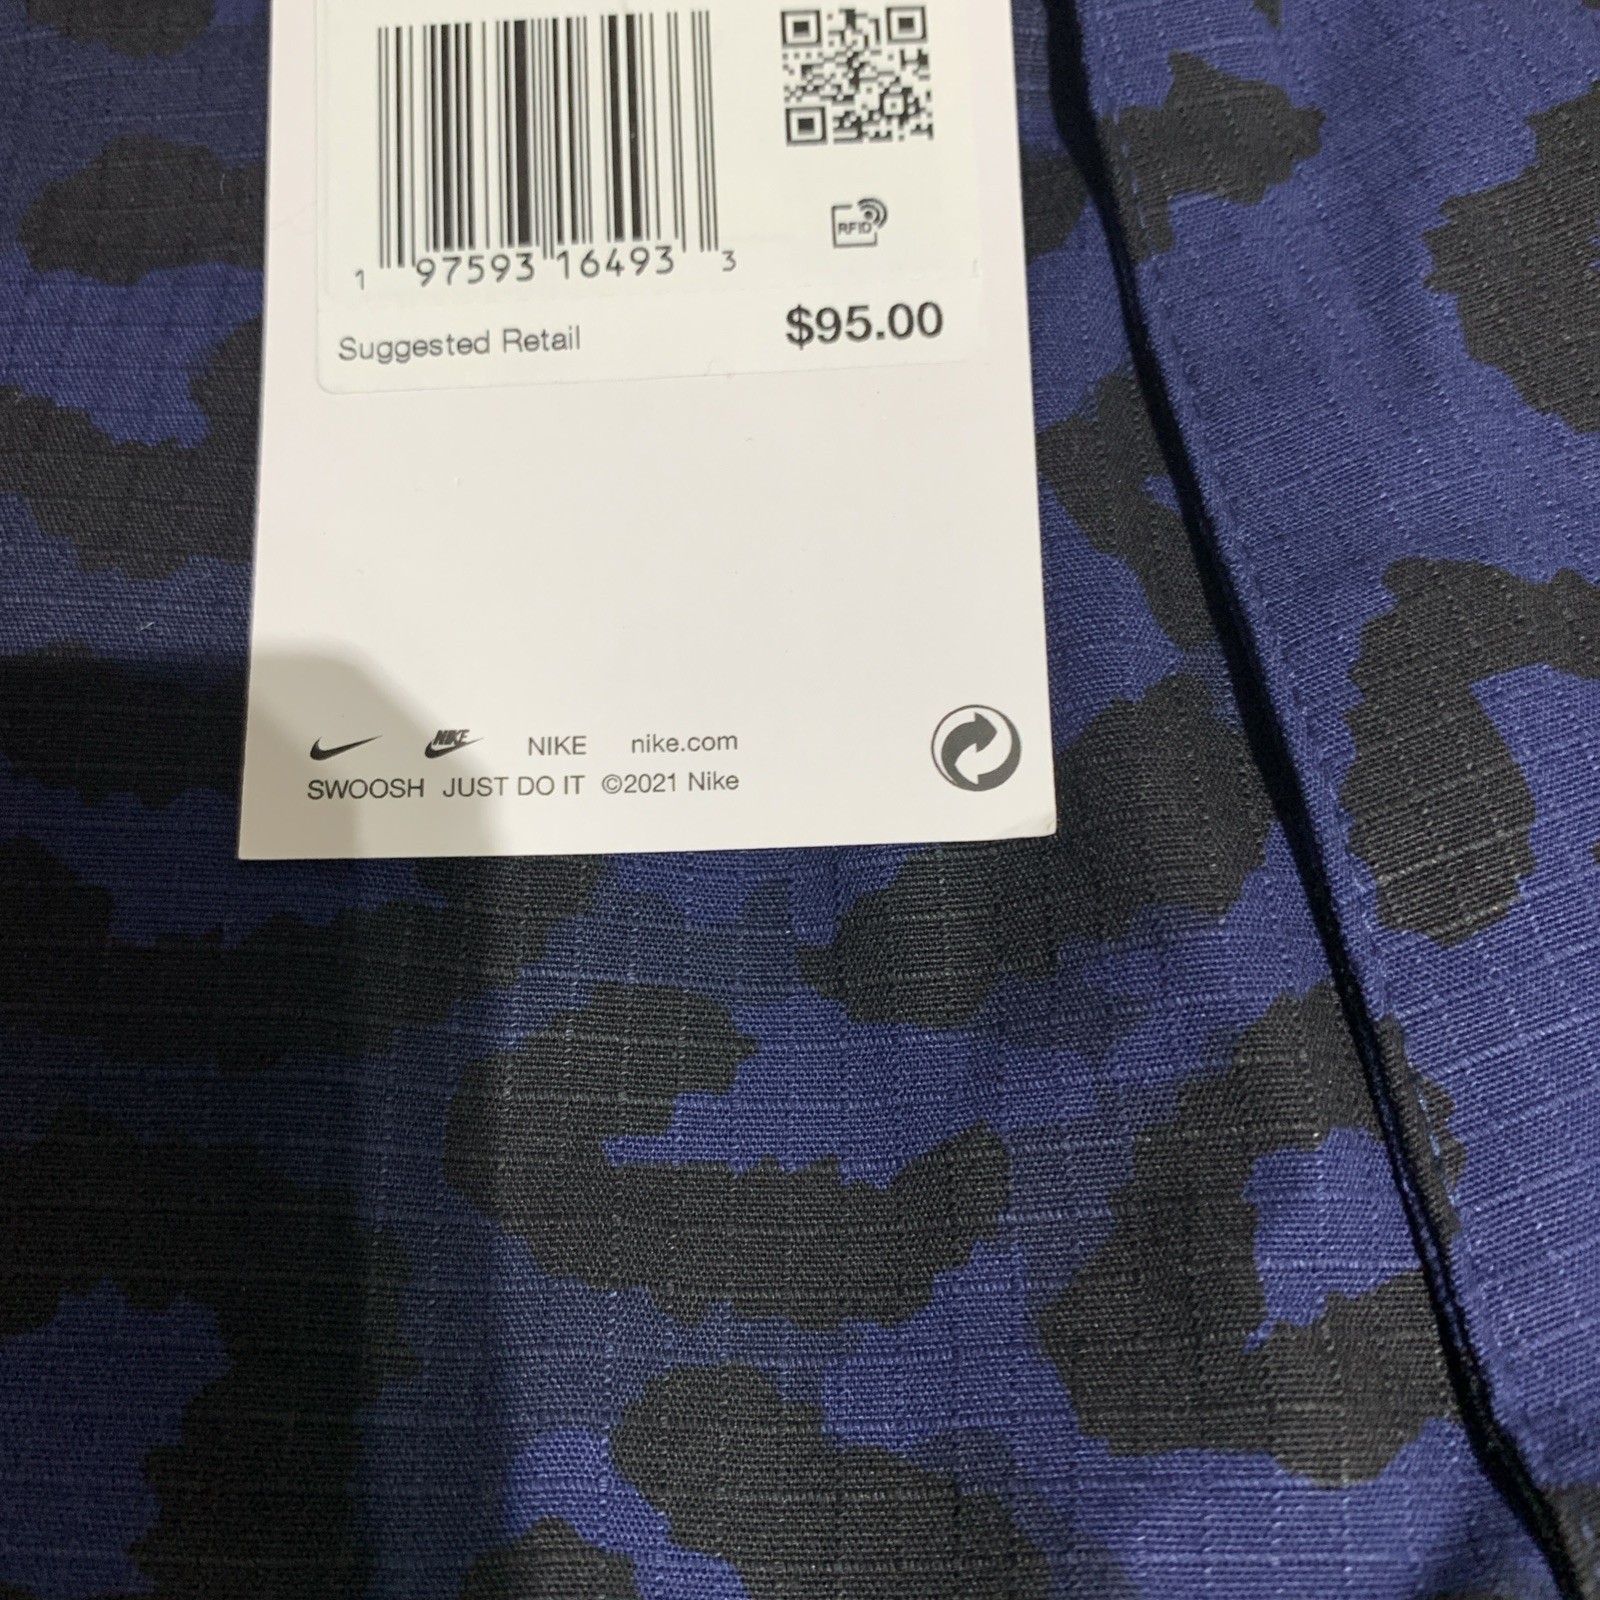 1 97593 16493 3
RFID
Suggested Retail $95.00
NIKE NIKE nike.com
SWOOSH JUST DO IT ©2021 Nike